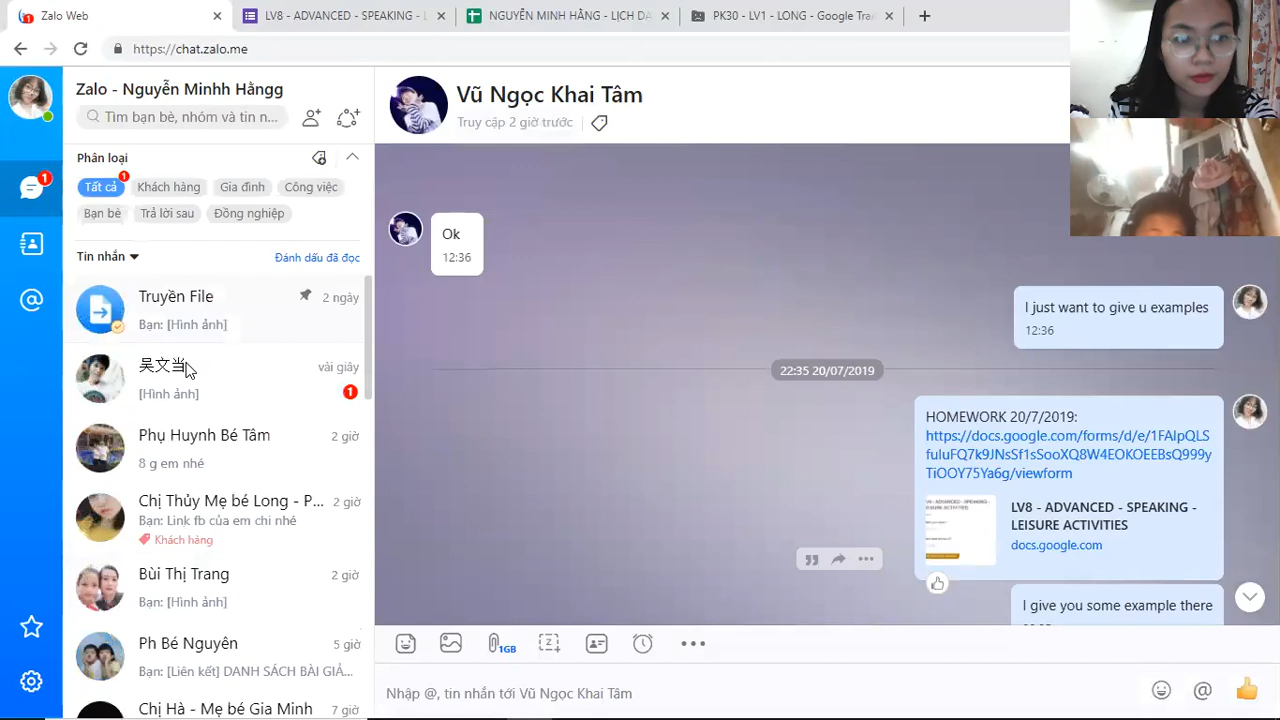 Zalo Web
LV8 - ADVANCED - SPEAKING - L
NGUYỄN MINH HẰNG - LỊCH DẠ
PK30 - LV1 - LONG - Google Trar
https://chat.zalo.me
Zalo - Nguyễn Minhh Hằngg
Tìm bạn bè, nhóm và tin n...
Phân loại
Tất cả
1
Khách hàng
Gia đình
Công việc
Bạn bè
Trả lời sau
Đồng nghiệp
Tin nhắn
Đánh dấu đã đọc
1
Truyền File
2 ngày
Bạn: [Hình ảnh]
吴文当
vài giây
[Hình ảnh]
1
Phụ Huynh Bé Tâm
2 giờ
8 g em nhé
Chị Thủy Mẹ bé Long - P...
2 giờ
Bạn: Link fb của em chi nhé
Khách hàng
Bùi Thị Trang
2 giờ
Bạn: [Hình ảnh]
Ph Bé Nguyên
5 giờ
Bạn: [Liên kết] DANH SÁCH BÀI GIẢ...
Chị Hà - Mẹ bé Gia Minh
7 giờ
Vũ Ngọc Khai Tâm
Truy cập 2 giờ trước
Ok
12:36
I just want to give u examples
12:36
22:35 20/07/2019
HOMEWORK 20/7/2019:
https://docs.google.com/forms/d/e/1FAIpQLS
fuIuFQ7k9JNsSf1sSooXQ8W4EOKOEEBsQ999y
TiOOY75Ya6g/viewform
LV8 - ADVANCED - SPEAKING -
LEISURE ACTIVITIES
docs.google.com
I give you some example there
1GB
Nhập @, tin nhắn tới Vũ Ngọc Khai Tâm